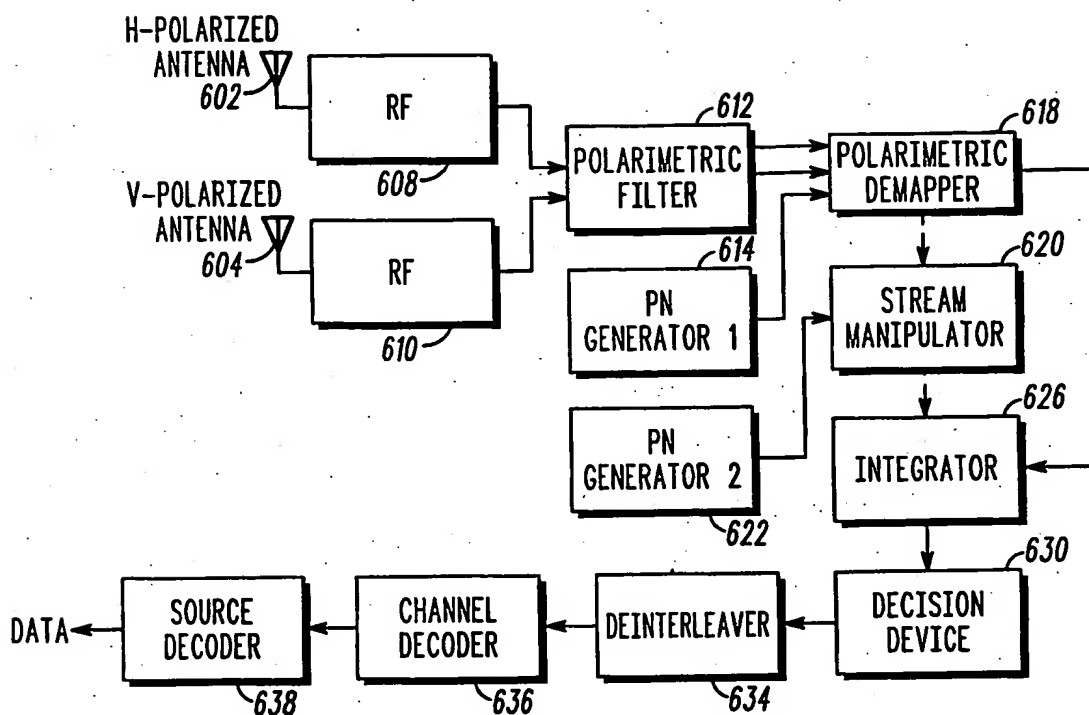 H-POLARIZED
ANTENNA
602
RF
608
V-POLARIZED
ANTENNA
604
RF
610
612
POLARIMETRIC
FILTER
618
POLARIMETRIC
DEMAPPER
614
PN
GENERATOR 1
620
STREAM
MANIPULATOR
PN
GENERATOR 2
622
626
INTEGRATOR
630
DECISION
DEVICE
DEINTERLEAVER
634
CHANNEL
DECODER
636
SOURCE
DECODER
638
DATA